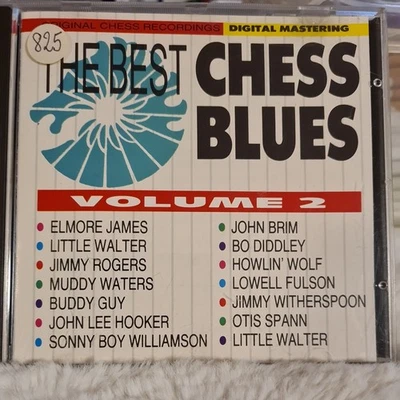 ORIGINAL CHESS RECORDINGS DIGITAL MASTERING
825
THE BEST CHESS
BLUES
VOLUME 2
ELMORE JAMES
LITTLE WALTER
JIMMY ROGERS
MUDDY WATERS
BUDDY GUY
JOHN LEE HOOKER
SONNY BOY WILLIAMSON
JOHN BRIM
BO DIDDLEY
HOWLIN' WOLF
LOWELL FULSON
JIMMY WITHERSPOON
OTIS SPANN
LITTLE WALTER